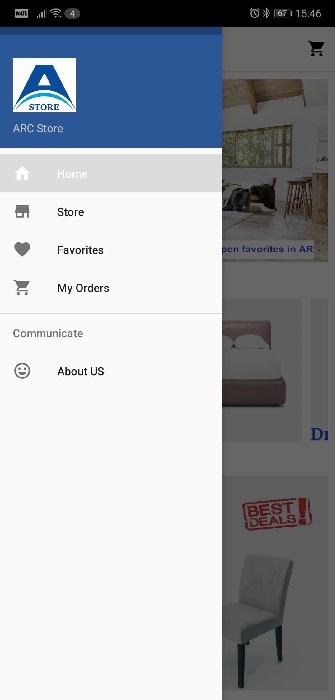 4
67
15:46
STORE
ARC Store
Home
Store
Favorites
My Orders
Communicate
About US
pen favorites in AR
Di
BEST
DEALS!